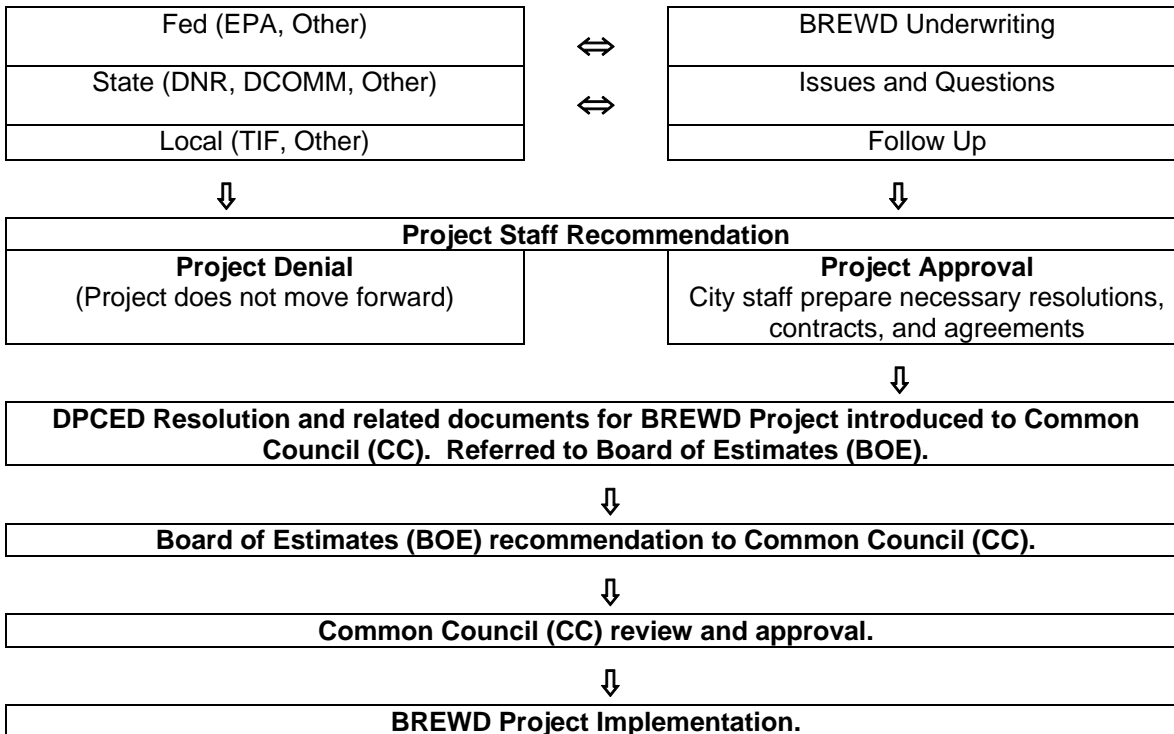 Fed (EPA, Other)
⇔
BREWD Underwriting
State (DNR, DCOMM, Other)
⇔
Issues and Questions
Local (TIF, Other)
Follow Up
⇩
⇩
Project Staff Recommendation
Project Denial
(Project does not move forward)
Project Approval
City staff prepare necessary resolutions,
contracts, and agreements
⇩
DPCED Resolution and related documents for BREWD Project introduced to Common
Council (CC).  Referred to Board of Estimates (BOE).
⇩
Board of Estimates (BOE) recommendation to Common Council (CC).
⇩
Common Council (CC) review and approval.
⇩
BREWD Project Implementation.